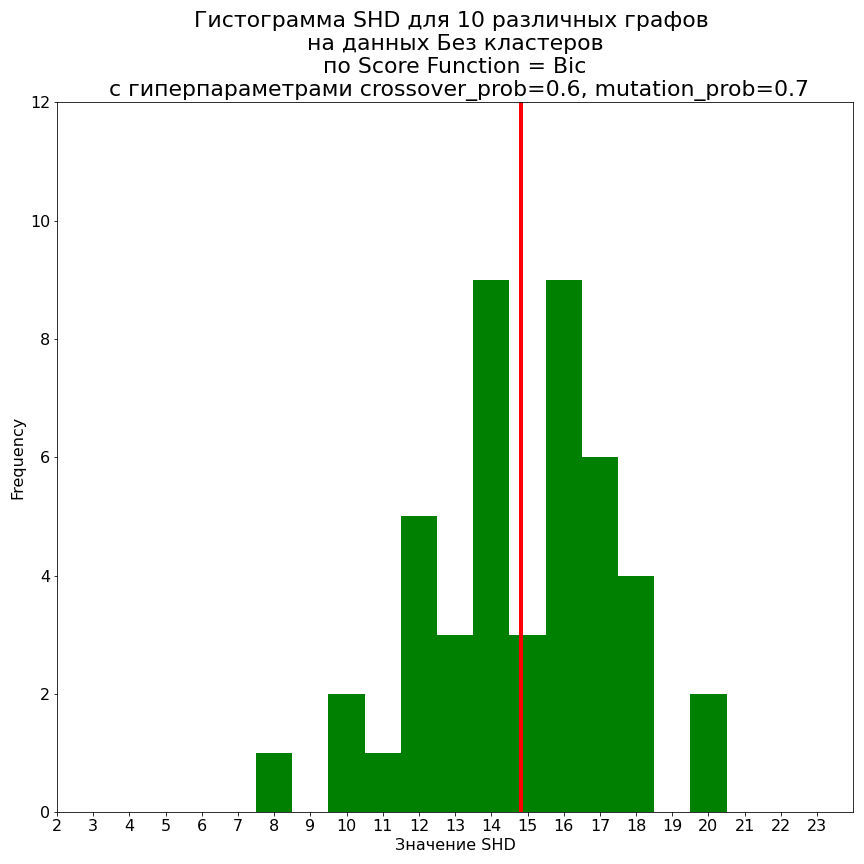 Гистограмма SHD для 10 различных графов
на данных Без кластеров
по Score Function = Bic
с гиперпараметрами crossover_prob=0.6, mutation_prob=0.7
12
10
8
6
4
2
0
Frequency
2 3 4 5 6 7 8 9 10 11 12 13 14 15 16 17 18 19 20 21 22 23
Значение SHD